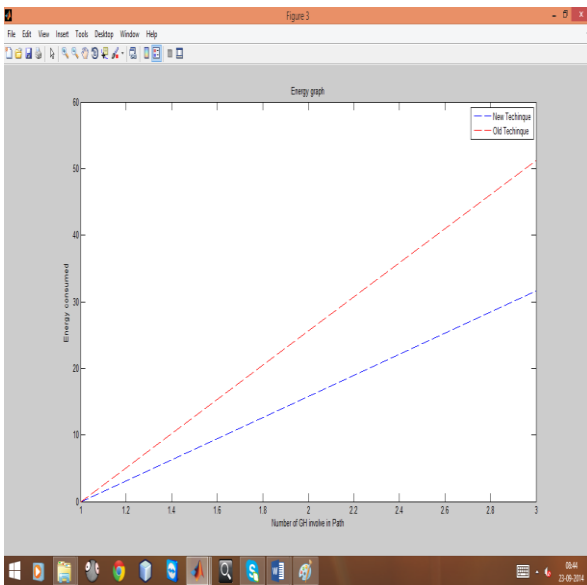 Figure 3
File Edit View Insert Tools Desktop Window Help
Energy graph
New Techinque
Old Techinque
60
50
40
30
20
10
0
Energy consumed
1 1.2 1.4 1.6 1.8 2 2.2 2.4 2.6 2.8 3
Number of GH involve in Path
08:44
23-09-2014